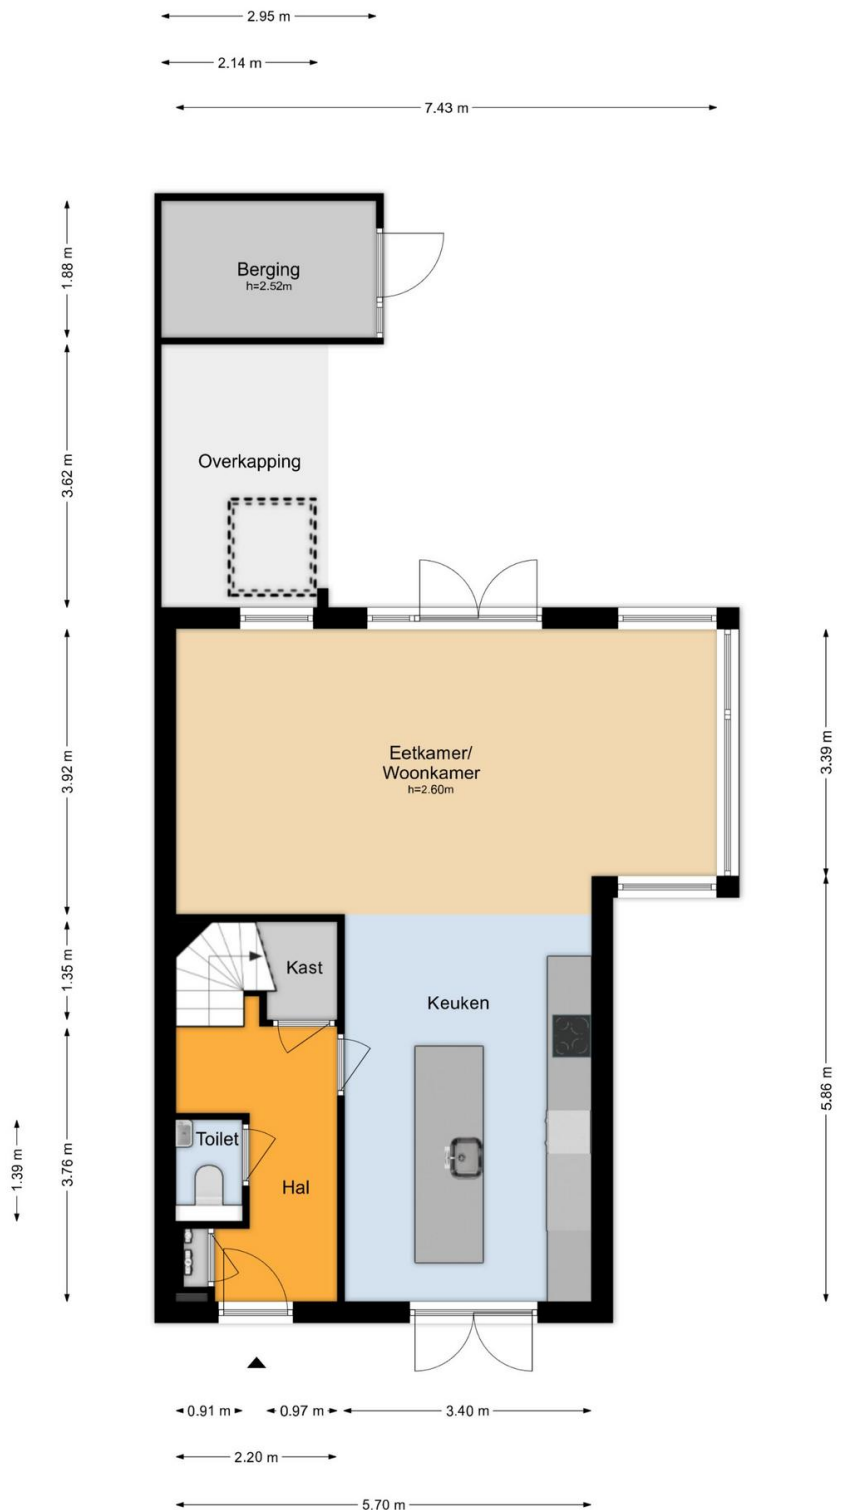 2.95 m
2.14 m
7.43 m
1.88 m
Berging
h=2.52m
3.62 m
Overkapping
3.92 m
Eetkamer/
Woonkamer
h=2.60m
3.39 m
1.35 m
Kast
Keuken
5.86 m
1.39 m
3.76 m
Toilet
Hal
0.91 m
0.97 m
3.40 m
2.20 m
5.70 m